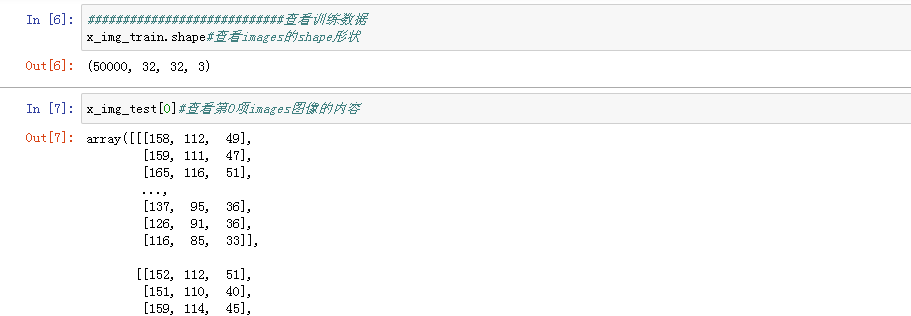 In [6]: ###########################查看训练数据
x_img_train.shape#查看images的shape形状
Out[6]: (50000, 32, 32, 3)
In [7]: x_img_test[0]#查看第0项images图像的内容
Out[7]: array([[[158, 112,  49],
[159, 111,  47],
[165, 116,  51],
...,
[137,  95,  36],
[126,  91,  36],
[116,  85,  33]],
[[152, 112,  51],
[151, 110,  40],
[159, 114,  45],